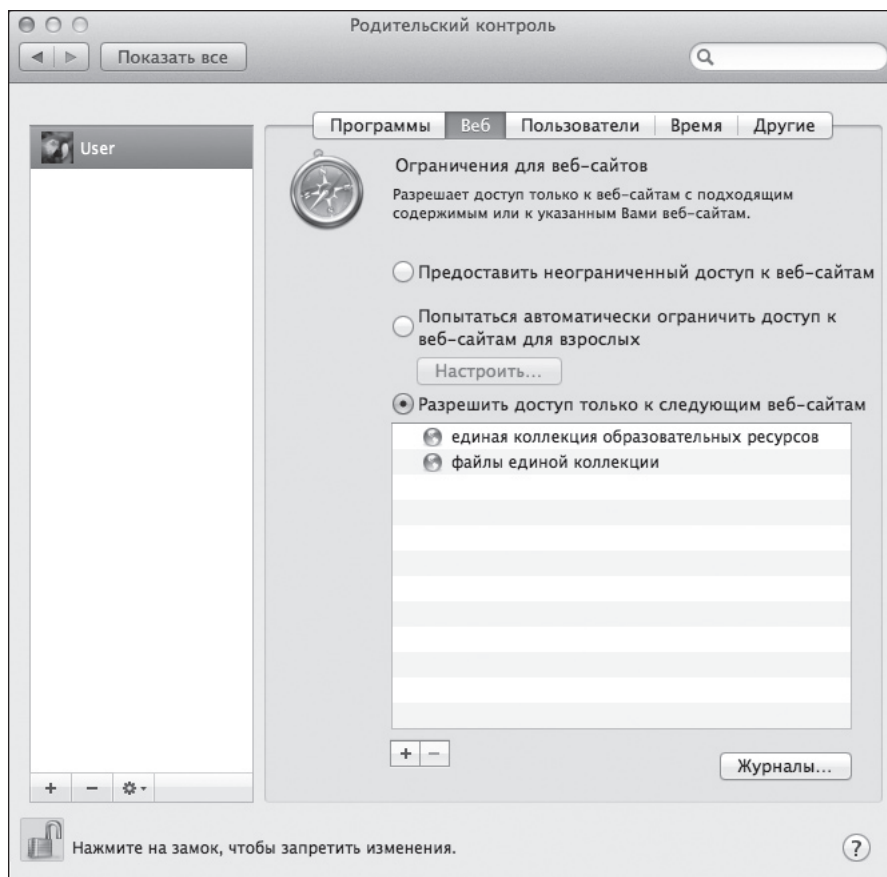 Родительский контроль
Показать все
User
Программы Веб Пользователи Время Другие
Ограничения для веб-сайтов
Разрешает доступ только к веб-сайтам с подходящим
содержимым или к указанным Вами веб-сайтам.
Предоставить неограниченный доступ к веб-сайтам
Попытаться автоматически ограничить доступ к
веб-сайтам для взрослых
Настроить...
Разрешить доступ только к следующим веб-сайтам
единая коллекция образовательных ресурсов
файлы единой коллекции
+ −
Журналы...
+ −
Нажмите на замок, чтобы запретить изменения.
?